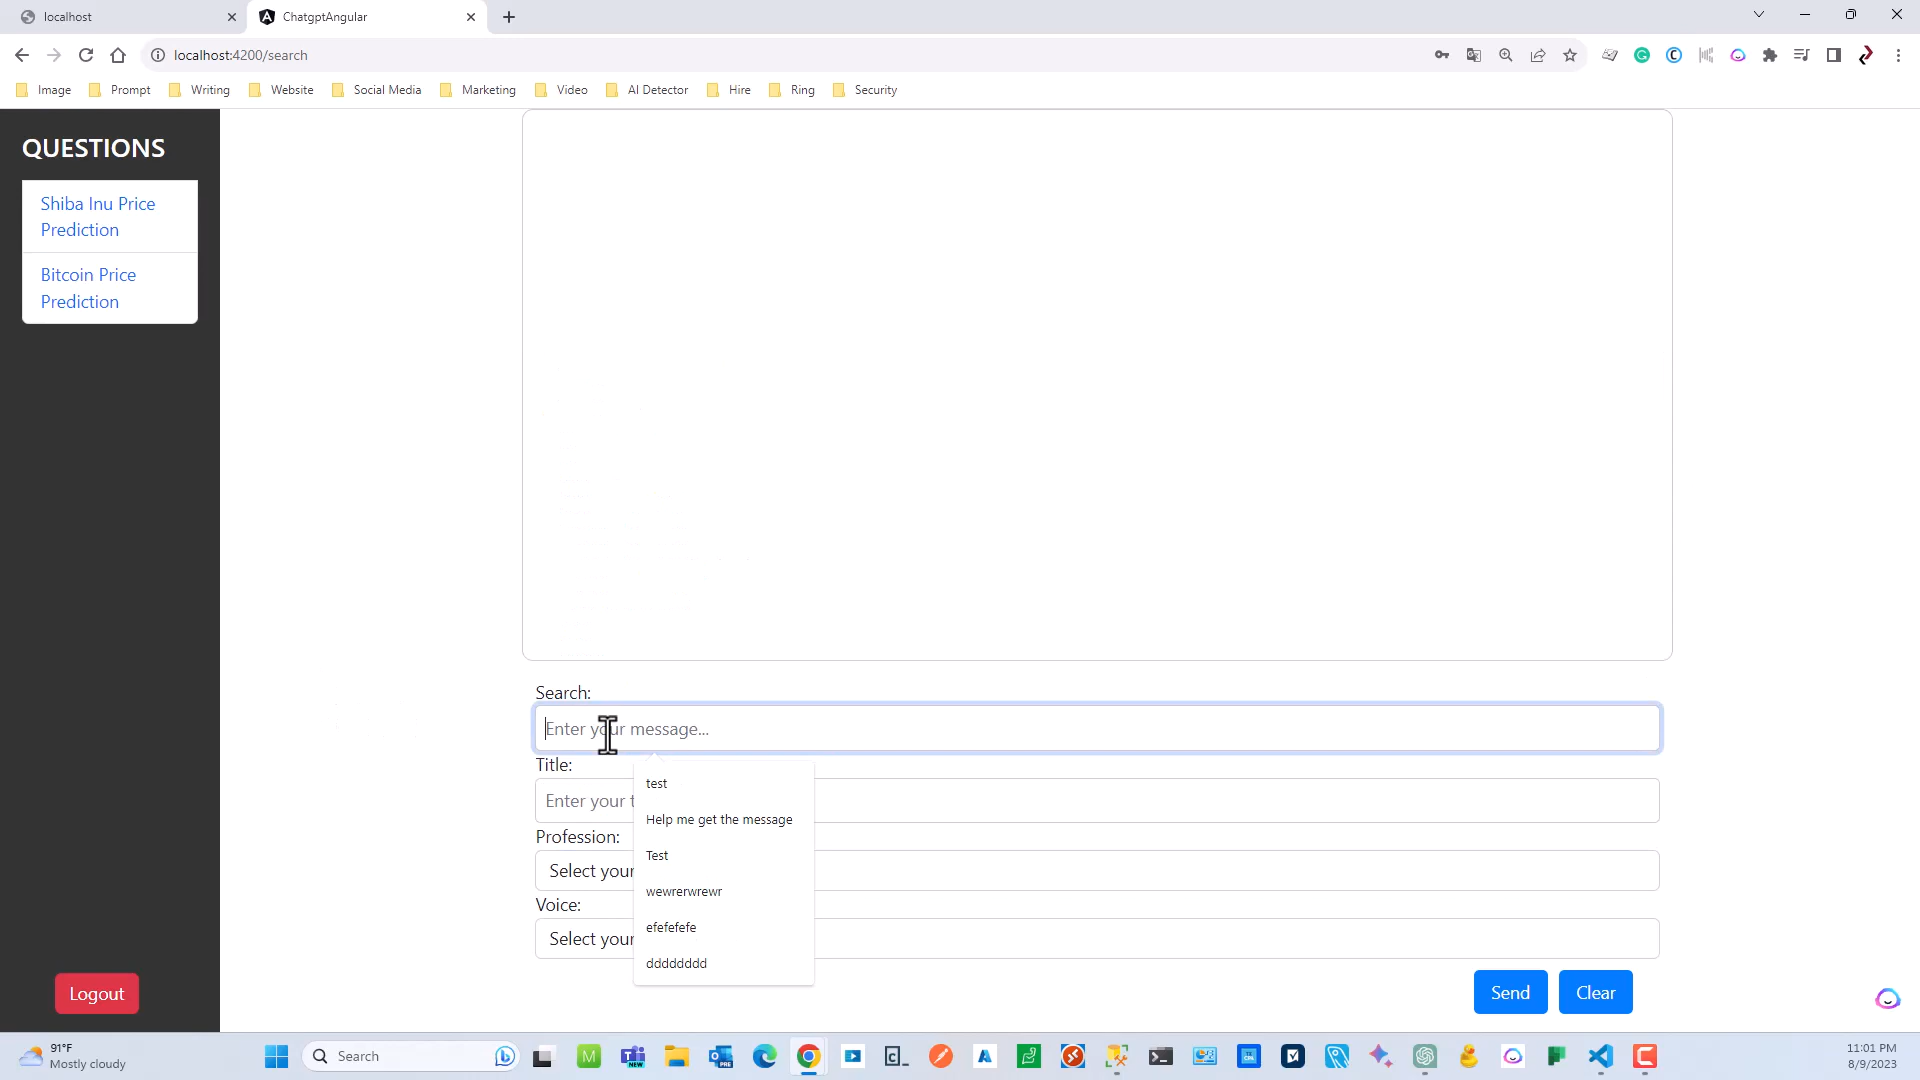 localhost
ChatgptAngular
localhost:4200/search
Image
Prompt
Writing
Website
Social Media
Marketing
Video
AI Detector
Hire
Ring
Security
QUESTIONS
Shiba Inu Price
Prediction
Bitcoin Price
Prediction
Search:
Enter your message...
Title:
Enter your t
test
Help me get the message
Profession:
Select your
Test
wewrerwrewr
Voice:
Select your
efefefefe
dddddddd
Logout
Send
Clear
91°F
Mostly cloudy
Search
11:01 PM
8/9/2023